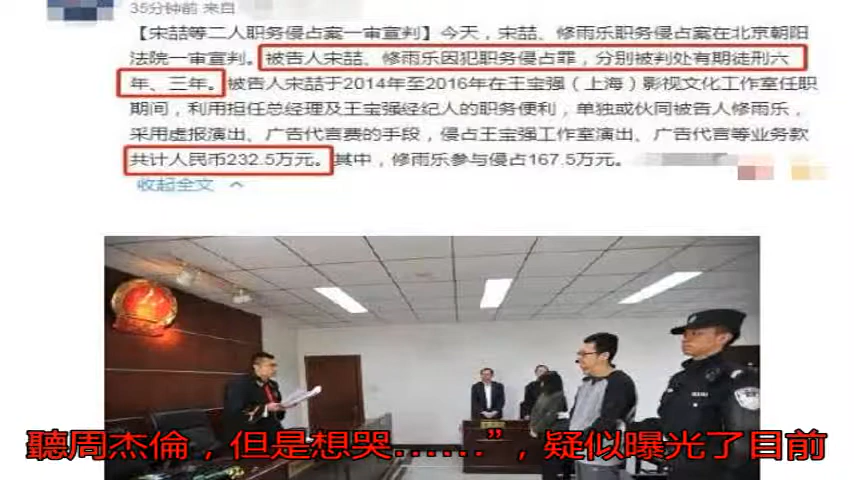 35分钟前 来自
【宋喆等二人职务侵占案一审宣判】今天，宋喆、修雨乐职务侵占案在北京朝阳
法院一审宣判。被告人宋喆、修雨乐因犯职务侵占罪，分别被判处有期徒刑六
年、三年。被告人宋喆于2014年至2016年在王宝强（上海）影视文化工作室任职
期间，利用担任总经理及王宝强经纪人的职务便利，单独或伙同被告人修雨乐，
采用虚报演出、广告代言费的手段，侵占王宝强工作室演出、广告代言等业务款
共计人民币232.5万元。其中，修雨乐参与侵占167.5万元。
收起全文
聽周杰倫，但是想哭……”，疑似曝光了目前